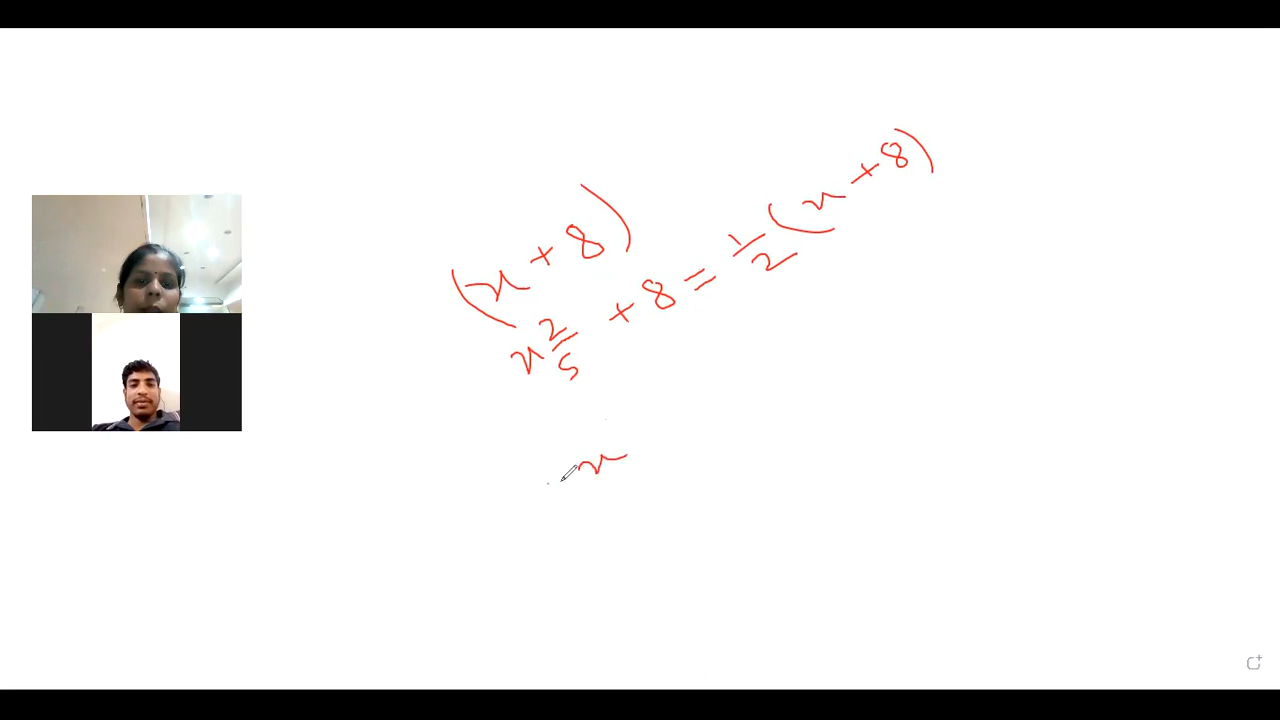 (x + 8)
x 2/5 + 8 = 1/2 (x + 8)
x